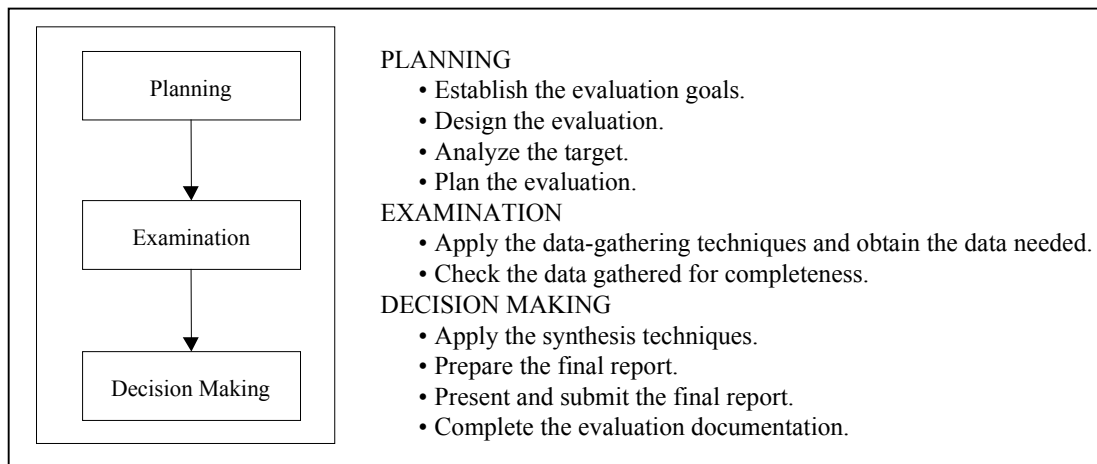 Planning
Examination
Decision Making
PLANNING
• Establish the evaluation goals.
• Design the evaluation.
• Analyze the target.
• Plan the evaluation.
EXAMINATION
• Apply the data-gathering techniques and obtain the data needed.
• Check the data gathered for completeness.
DECISION MAKING
• Apply the synthesis techniques.
• Prepare the final report.
• Present and submit the final report.
• Complete the evaluation documentation.